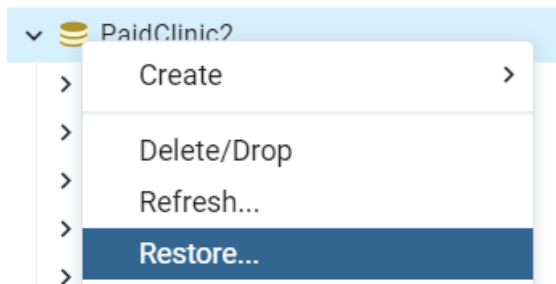 PaidClinic2
Create
Delete/Drop
Refresh...
Restore...